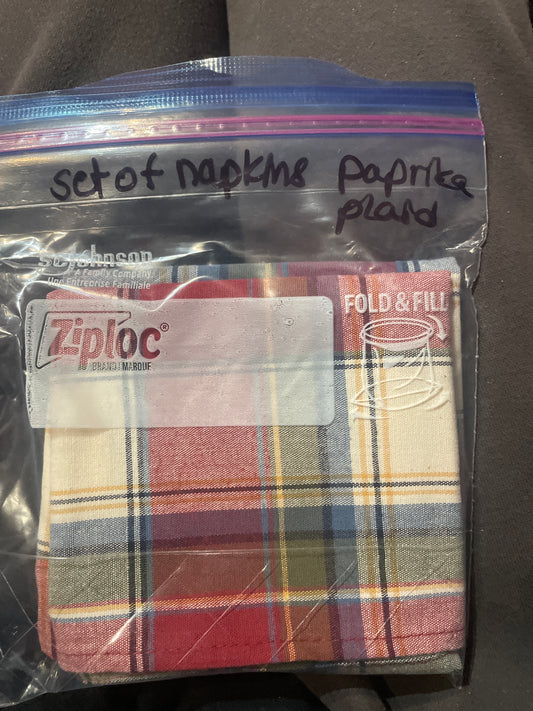 set of napkins paprika
plaid
SC Johnson
A Family Company
Une Entreprise Familiale
FOLD & FILL
Ziploc®
BRAND | MARQUE